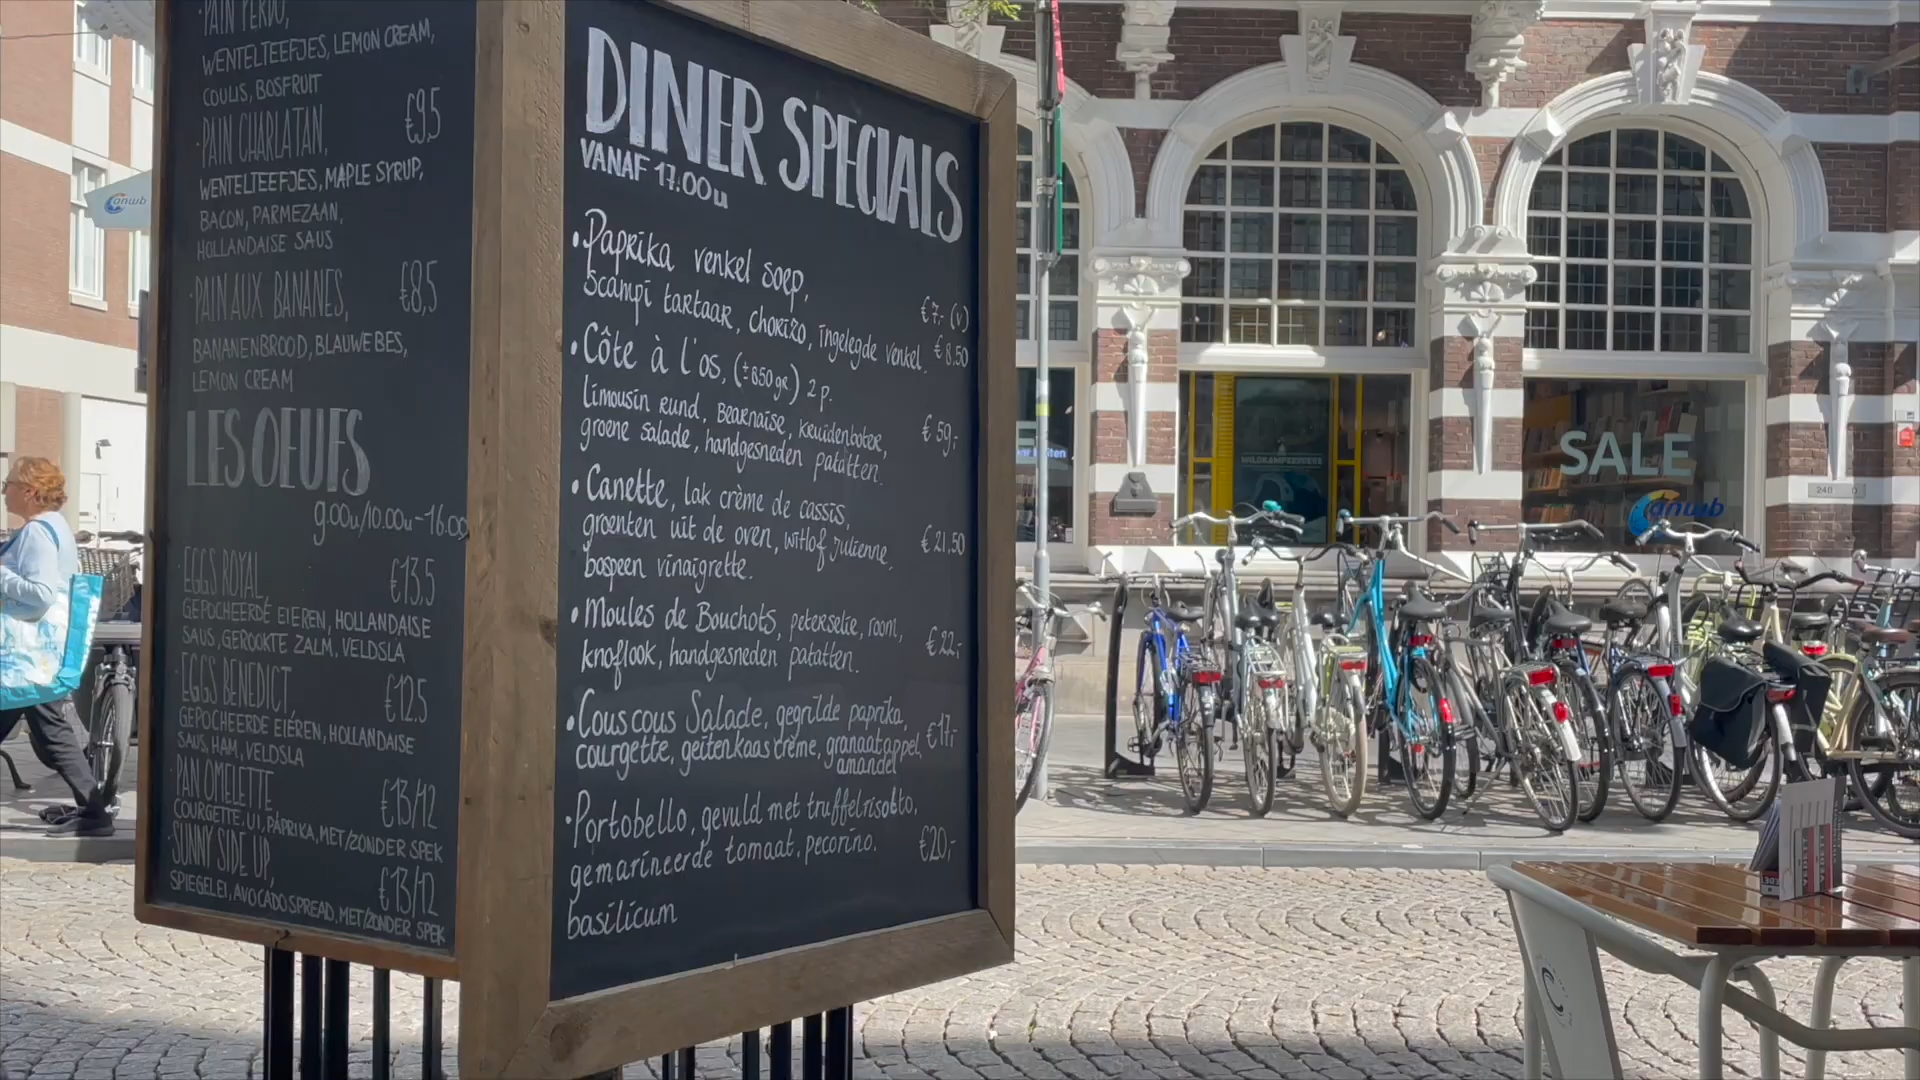 PAIN PERDU,
WENTELTEEFJES, LEMON CREAM,
COULIS, BOSFRUIT
PAIN CHARLATAN, €9,5
WENTELTEEFJES, MAPLE SYRUP,
BACON, PARMEZAAN,
HOLLANDAISE SAUS
PAIN AUX BANANES, €8,5
BANANENBROOD, BLAUWE BES,
LEMON CREAM
LES OEUFS
9.00u/10.00u-16.00
EGGS ROYAL, €13,5
GEPOCHEERDE EIEREN, HOLLANDAISE
SAUS, GEROOKTE ZALM, VELDSLA
EGGS BENEDICT, €12.5
GEPOCHEERDE EIEREN, HOLLANDAISE
SAUS, HAM, VELDSLA
PAN OMELETTE €13/12
COURGETTE, UI, PAPRIKA, MET/ZONDER SPEK
SUNNY SIDE UP, €13/12
SPIEGELEI, AVOCADO SPREAD, MET/ZONDER SPEK
DINER SPECIALS
VANAF 17.00u
• Paprika venkel soep, €7,- (v)
scampi tartaar, chorizo, ingelegde venkel. €8.50
• Côte à l'os, (±850gr.) 2 p.
limousin rund, Bearnaise, kruidenboter, €59,-
groene salade, handgesneden patatten.
• Canette, lak crème de cassis,
groenten uit de oven, witlof julienne, €21,50
bospeen vinaigrette.
• Moules de Bouchots, peterselie, room, €22,-
knoflook, handgesneden patatten.
• Couscous Salade, gegrilde paprika, €17,-
courgette, geitenkaas crème, granaatappel,
amandel
• Portobello, gevuld met truffelrisotto,
gemarineerde tomaat, pecorino. €20,-
basilicum
anwb
SALE
anwb